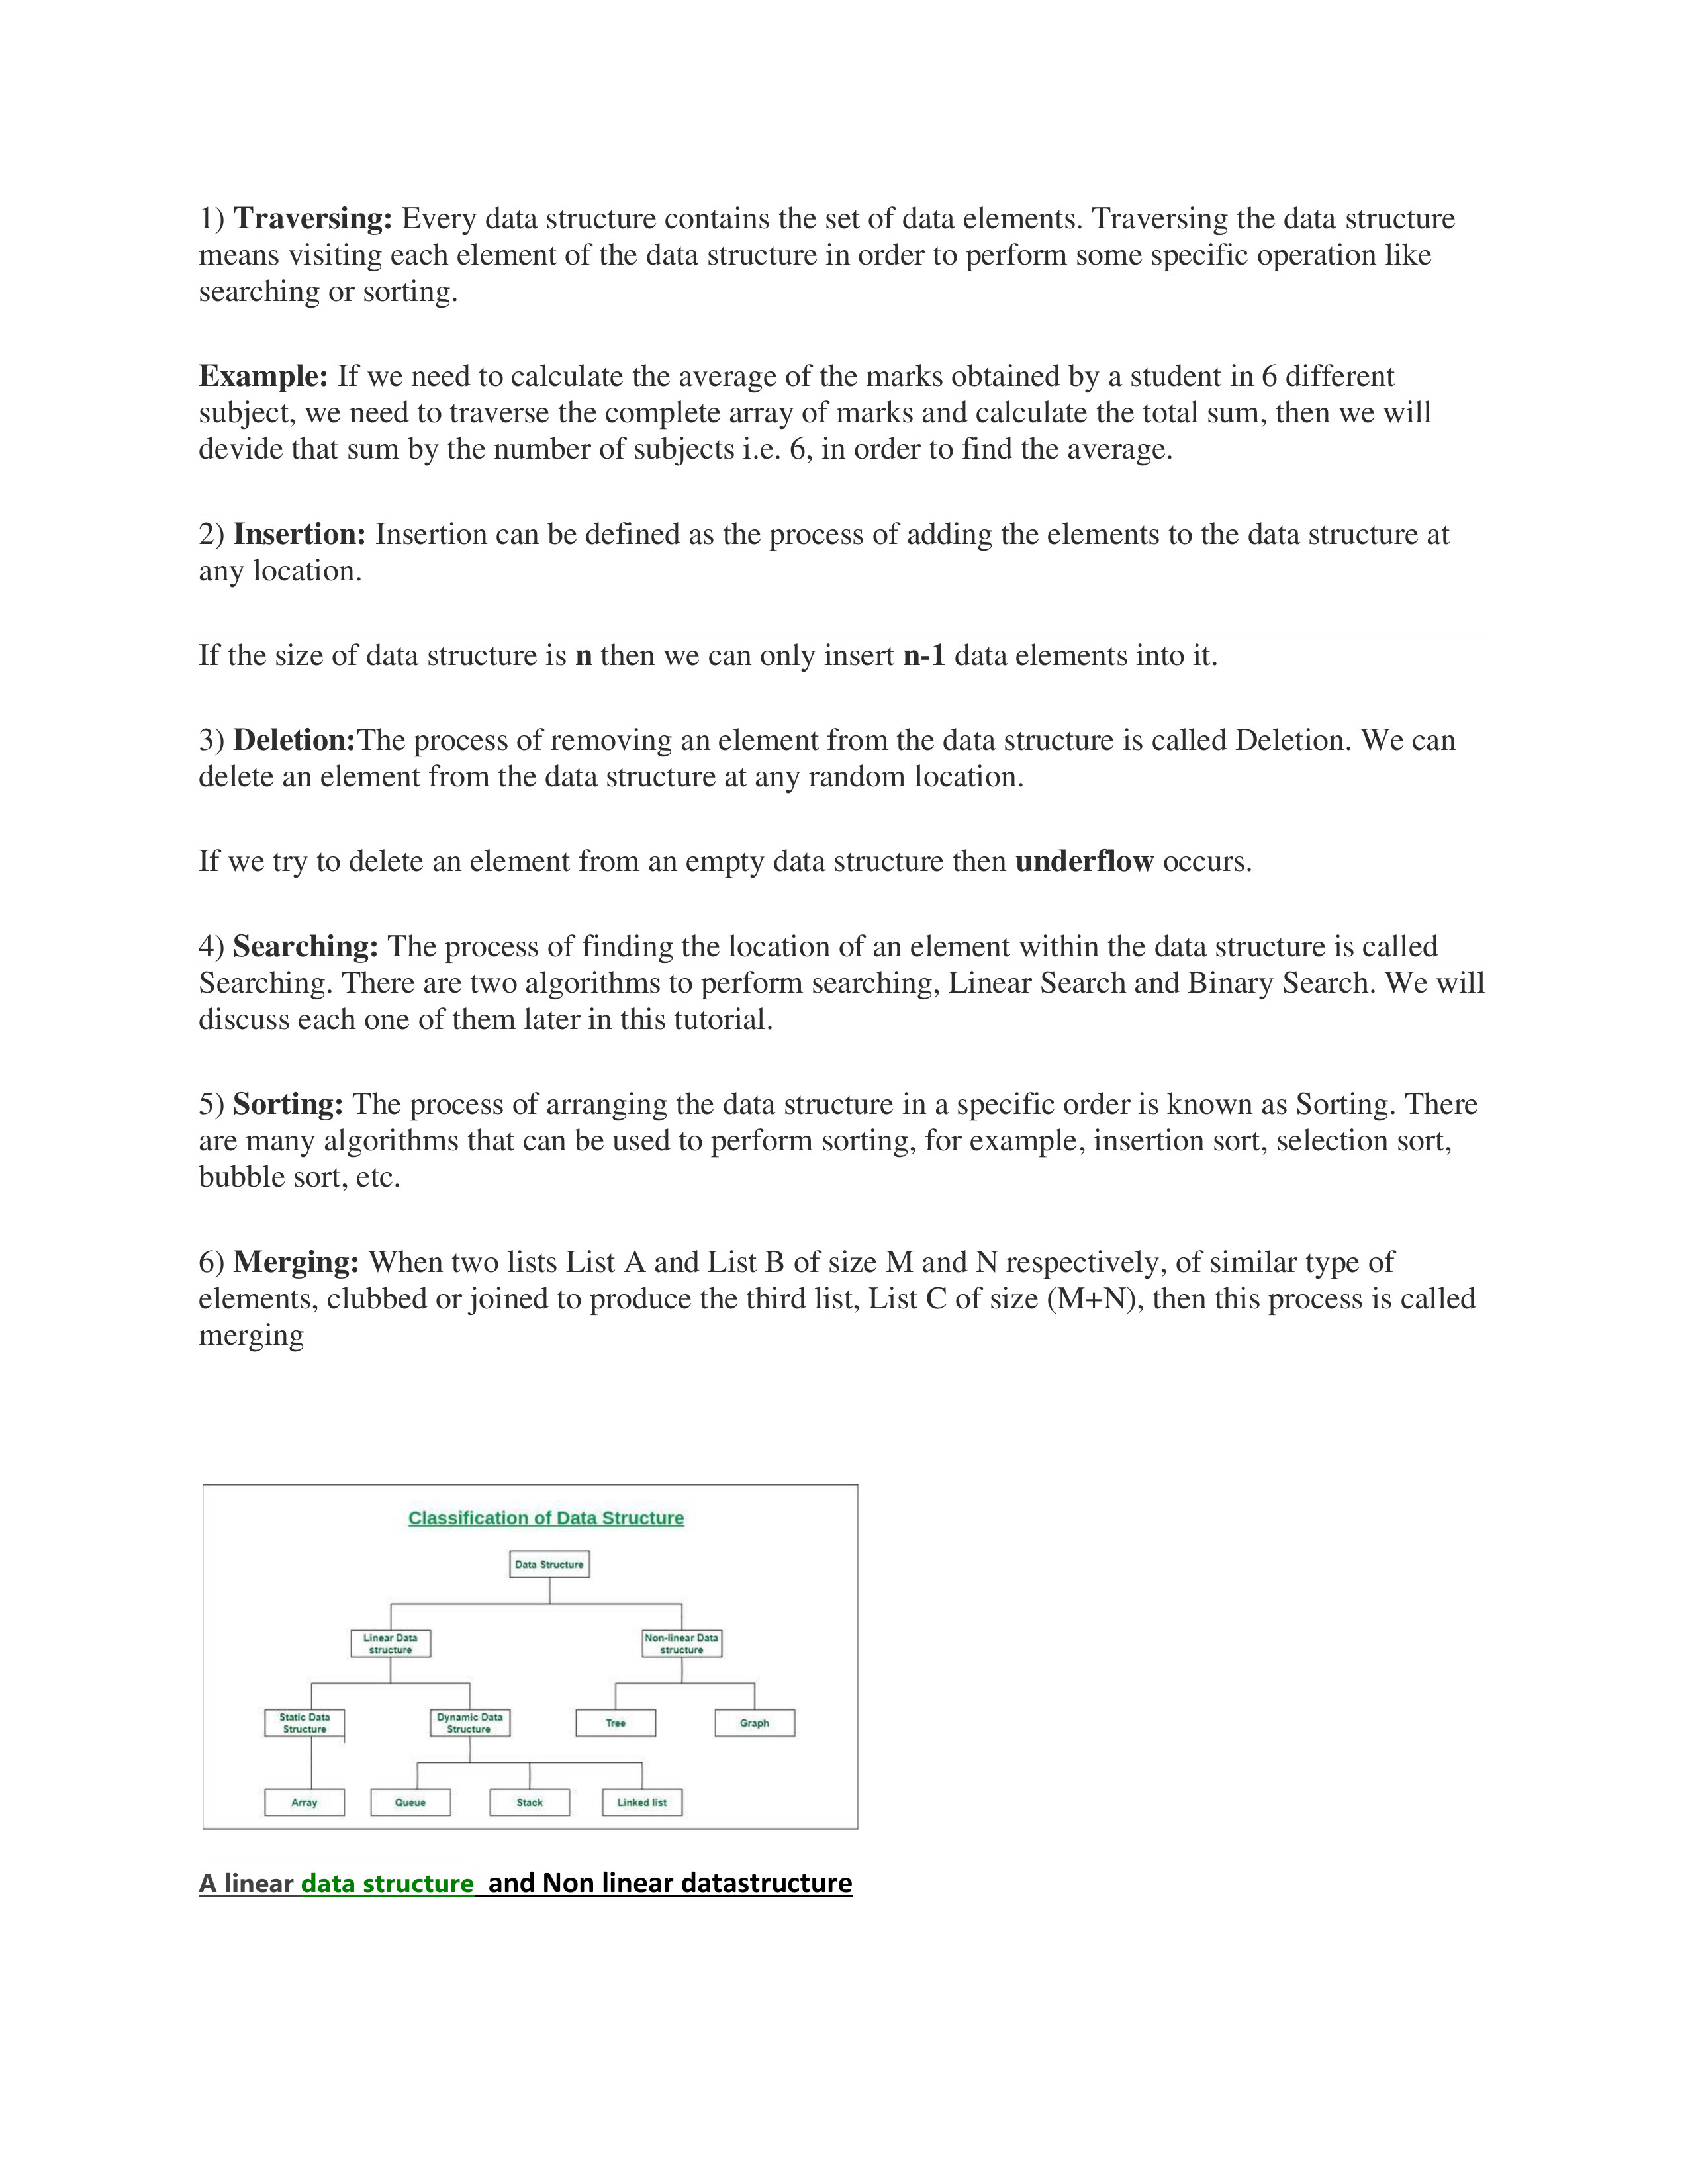 1) Traversing: Every data structure contains the set of data elements. Traversing the data structure
means visiting each element of the data structure in order to perform some specific operation like
searching or sorting.
Example: If we need to calculate the average of the marks obtained by a student in 6 different
subject, we need to traverse the complete array of marks and calculate the total sum, then we will
devide that sum by the number of subjects i.e. 6, in order to find the average.
2) Insertion: Insertion can be defined as the process of adding the elements to the data structure at
any location.
If the size of data structure is n then we can only insert n-1 data elements into it.
3) Deletion:The process of removing an element from the data structure is called Deletion. We can
delete an element from the data structure at any random location.
If we try to delete an element from an empty data structure then underflow occurs.
4) Searching: The process of finding the location of an element within the data structure is called
Searching. There are two algorithms to perform searching, Linear Search and Binary Search. We will
discuss each one of them later in this tutorial.
5) Sorting: The process of arranging the data structure in a specific order is known as Sorting. There
are many algorithms that can be used to perform sorting, for example, insertion sort, selection sort,
bubble sort, etc.
6) Merging: When two lists List A and List B of size M and N respectively, of similar type of
elements, clubbed or joined to produce the third list, List C of size (M+N), then this process is called
merging
Classification of Data Structure
Data Structure
Linear Data
structure
Non-linear Data
structure
Static Data
Structure
Dynamic Data
Structure
Tree
Graph
Array
Queue
Stack
Linked list
A linear data structure and Non linear datastructure